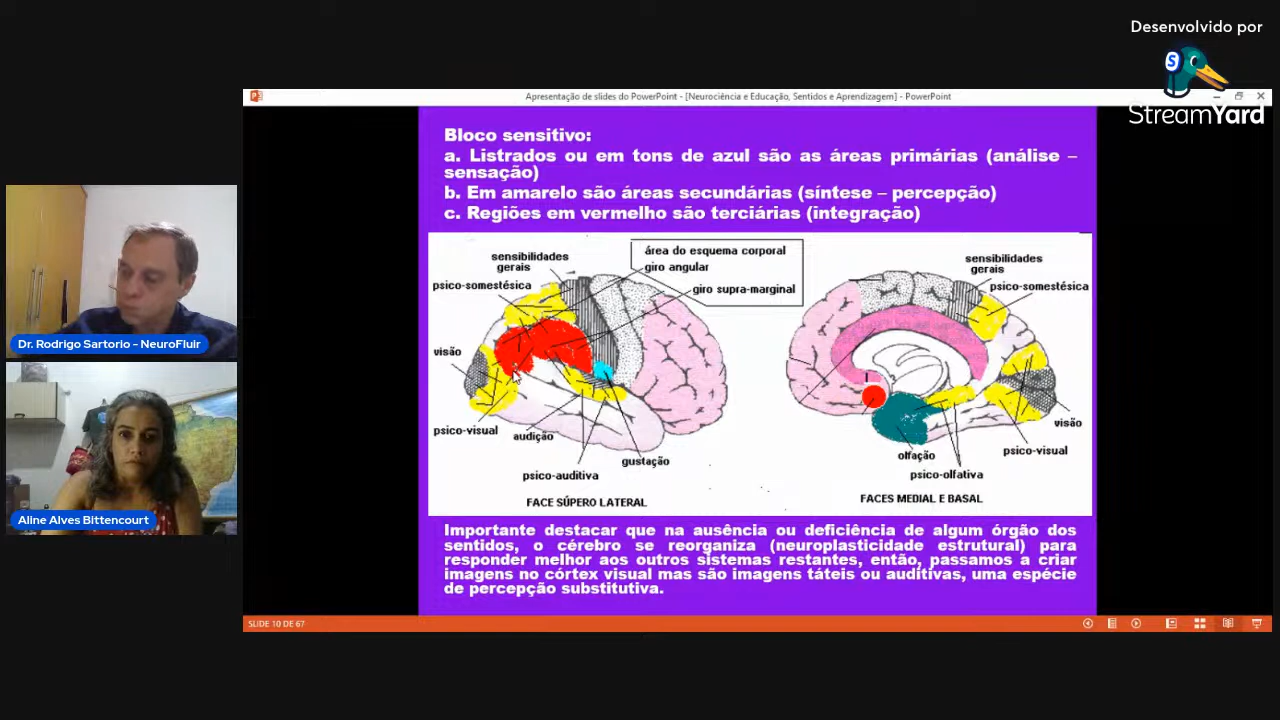 Desenvolvido por
StreamYard
Apresentação de slides do PowerPoint - [Neurociência e Educação, Sentidos e Aprendizagem] - PowerPoint
Bloco sensitivo:
a. Listrados ou em tons de azul são as áreas primárias (análise –
sensação)
b. Em amarelo são áreas secundárias (síntese – percepção)
c. Regiões em vermelho são terciárias (integração)
área do esquema corporal
giro angular
giro supra-marginal
sensibilidades
gerais
psico-somestésica
visão
psico-visual
audição
psico-auditiva
gustação
FACE SÚPERO LATERAL
sensibilidades
gerais
psico-somestésica
visão
psico-visual
olfação
psico-olfativa
FACES MEDIAL E BASAL
Importante destacar que na ausência ou deficiência de algum órgão dos
sentidos, o cérebro se reorganiza (neuroplasticidade estrutural) para
responder melhor aos outros sistemas restantes, então, passamos a criar
imagens no córtex visual mas são imagens táteis ou auditivas, uma espécie
de percepção substitutiva.
SLIDE 10 DE 67
Dr. Rodrigo Sartorio - NeuroFluir
Aline Alves Bittencourt